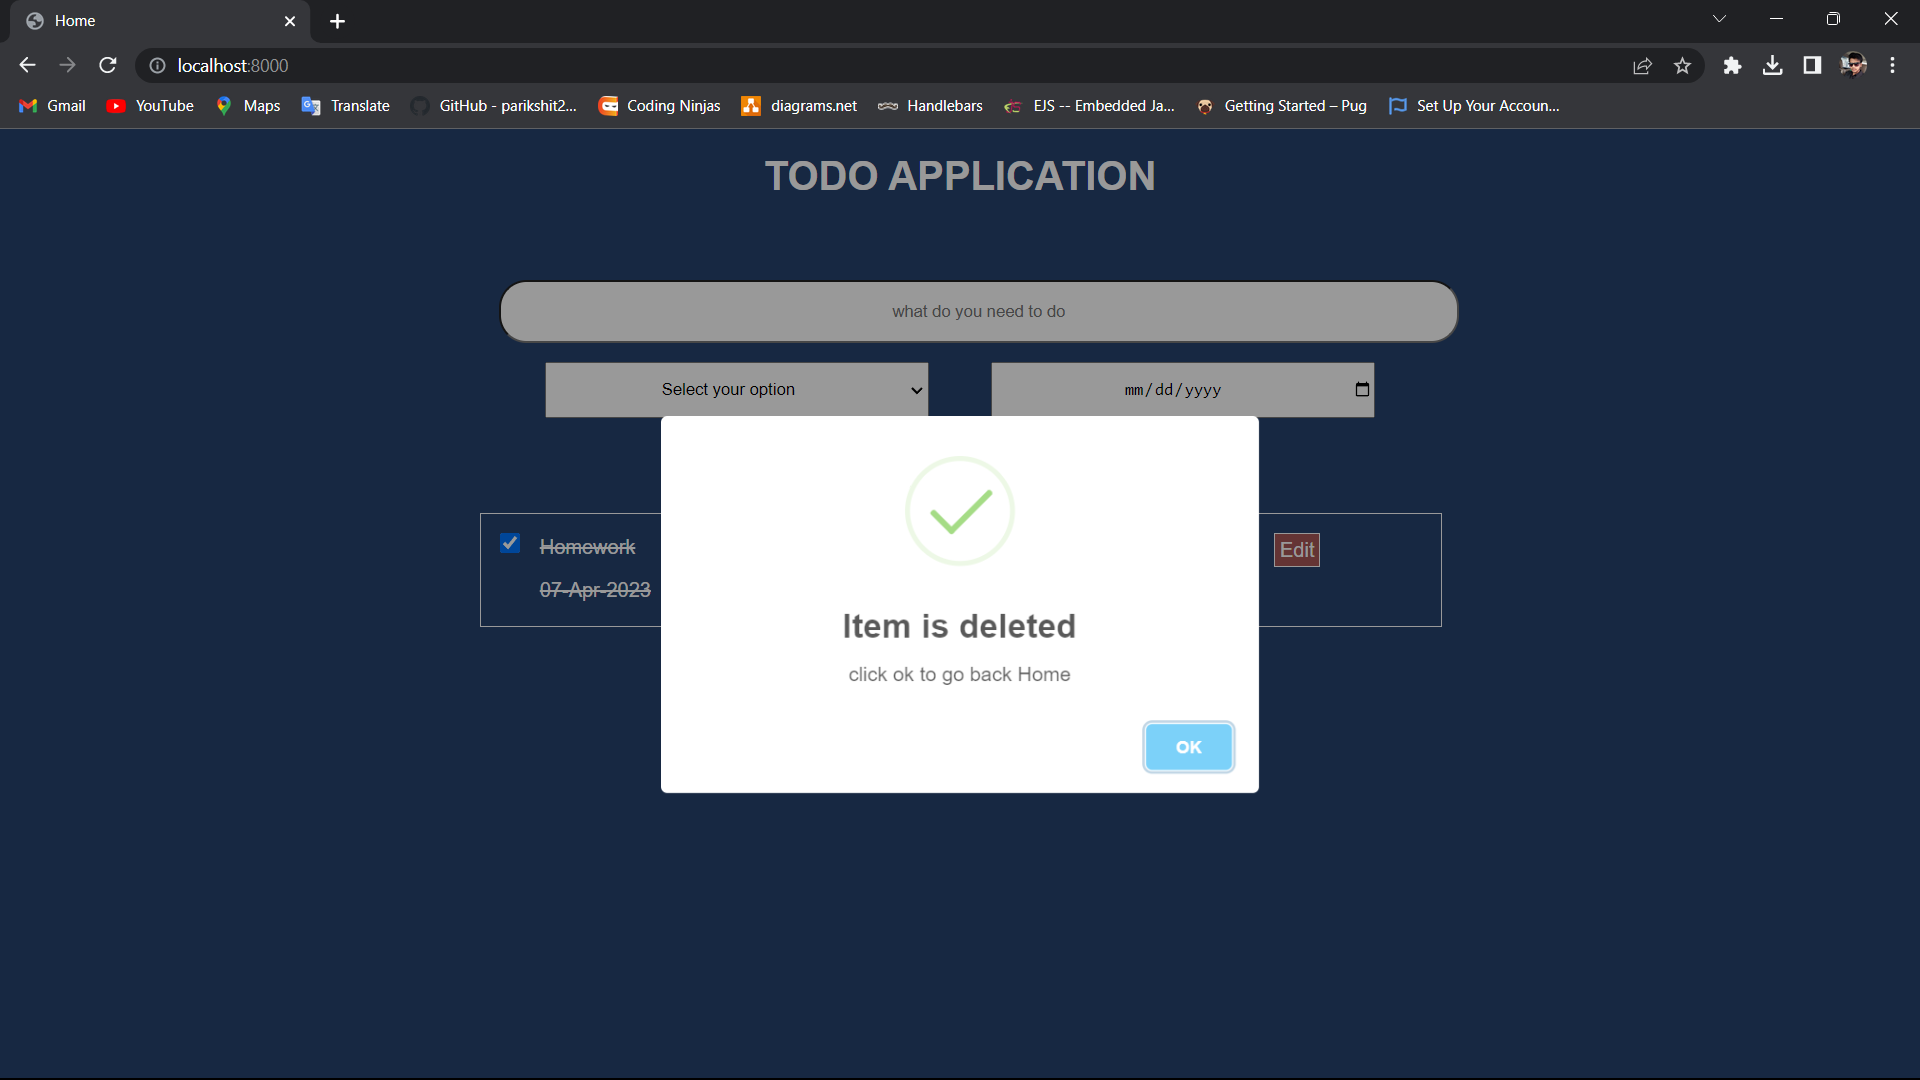 Home
localhost:8000
Gmail YouTube Maps Translate GitHub - parikshit2... Coding Ninjas diagrams.net Handlebars EJS -- Embedded Ja... Getting Started – Pug Set Up Your Accoun...
TODO APPLICATION
what do you need to do
Select your option mm/dd/yyyy
Homework Edit
07-Apr-2023
Item is deleted
click ok to go back Home
OK